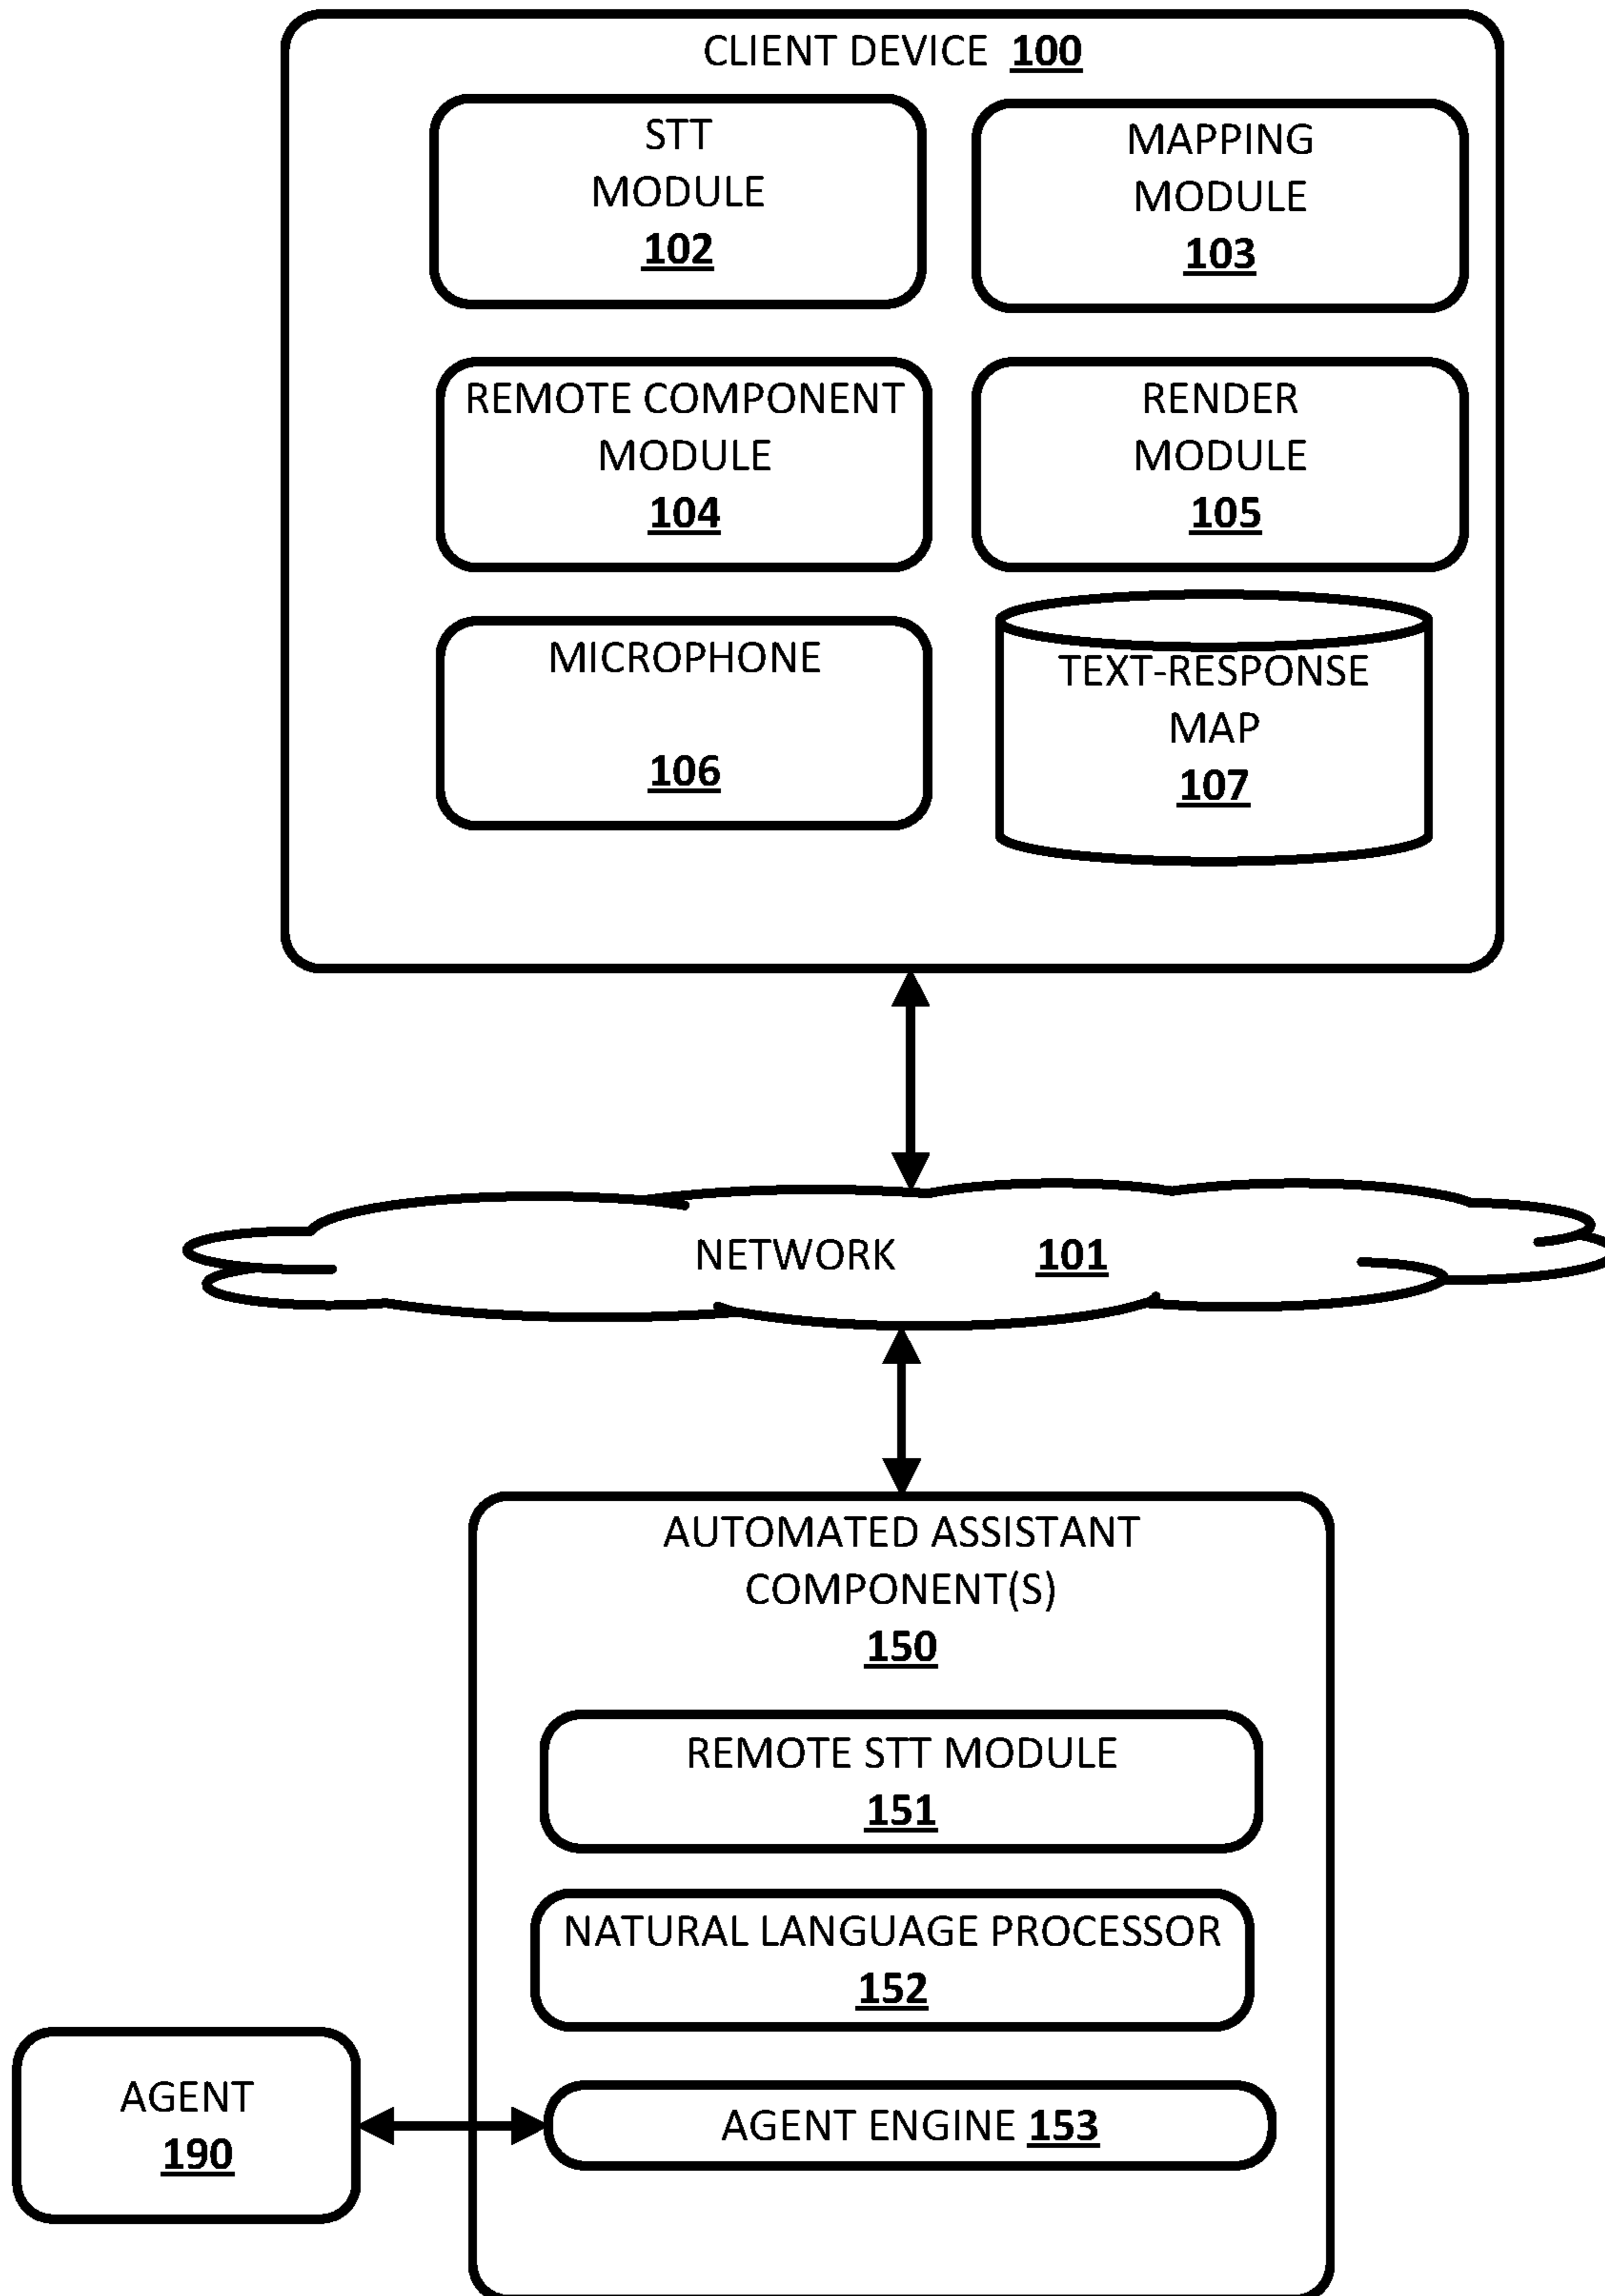 CLIENT DEVICE 100
STT
MODULE
102
MAPPING
MODULE
103
REMOTE COMPONENT
MODULE
104
RENDER
MODULE
105
MICROPHONE
106
TEXT-RESPONSE
MAP
107
NETWORK 101
AUTOMATED ASSISTANT
COMPONENT(S)
150
REMOTE STT MODULE
151
NATURAL LANGUAGE PROCESSOR
152
AGENT
190
AGENT ENGINE 153